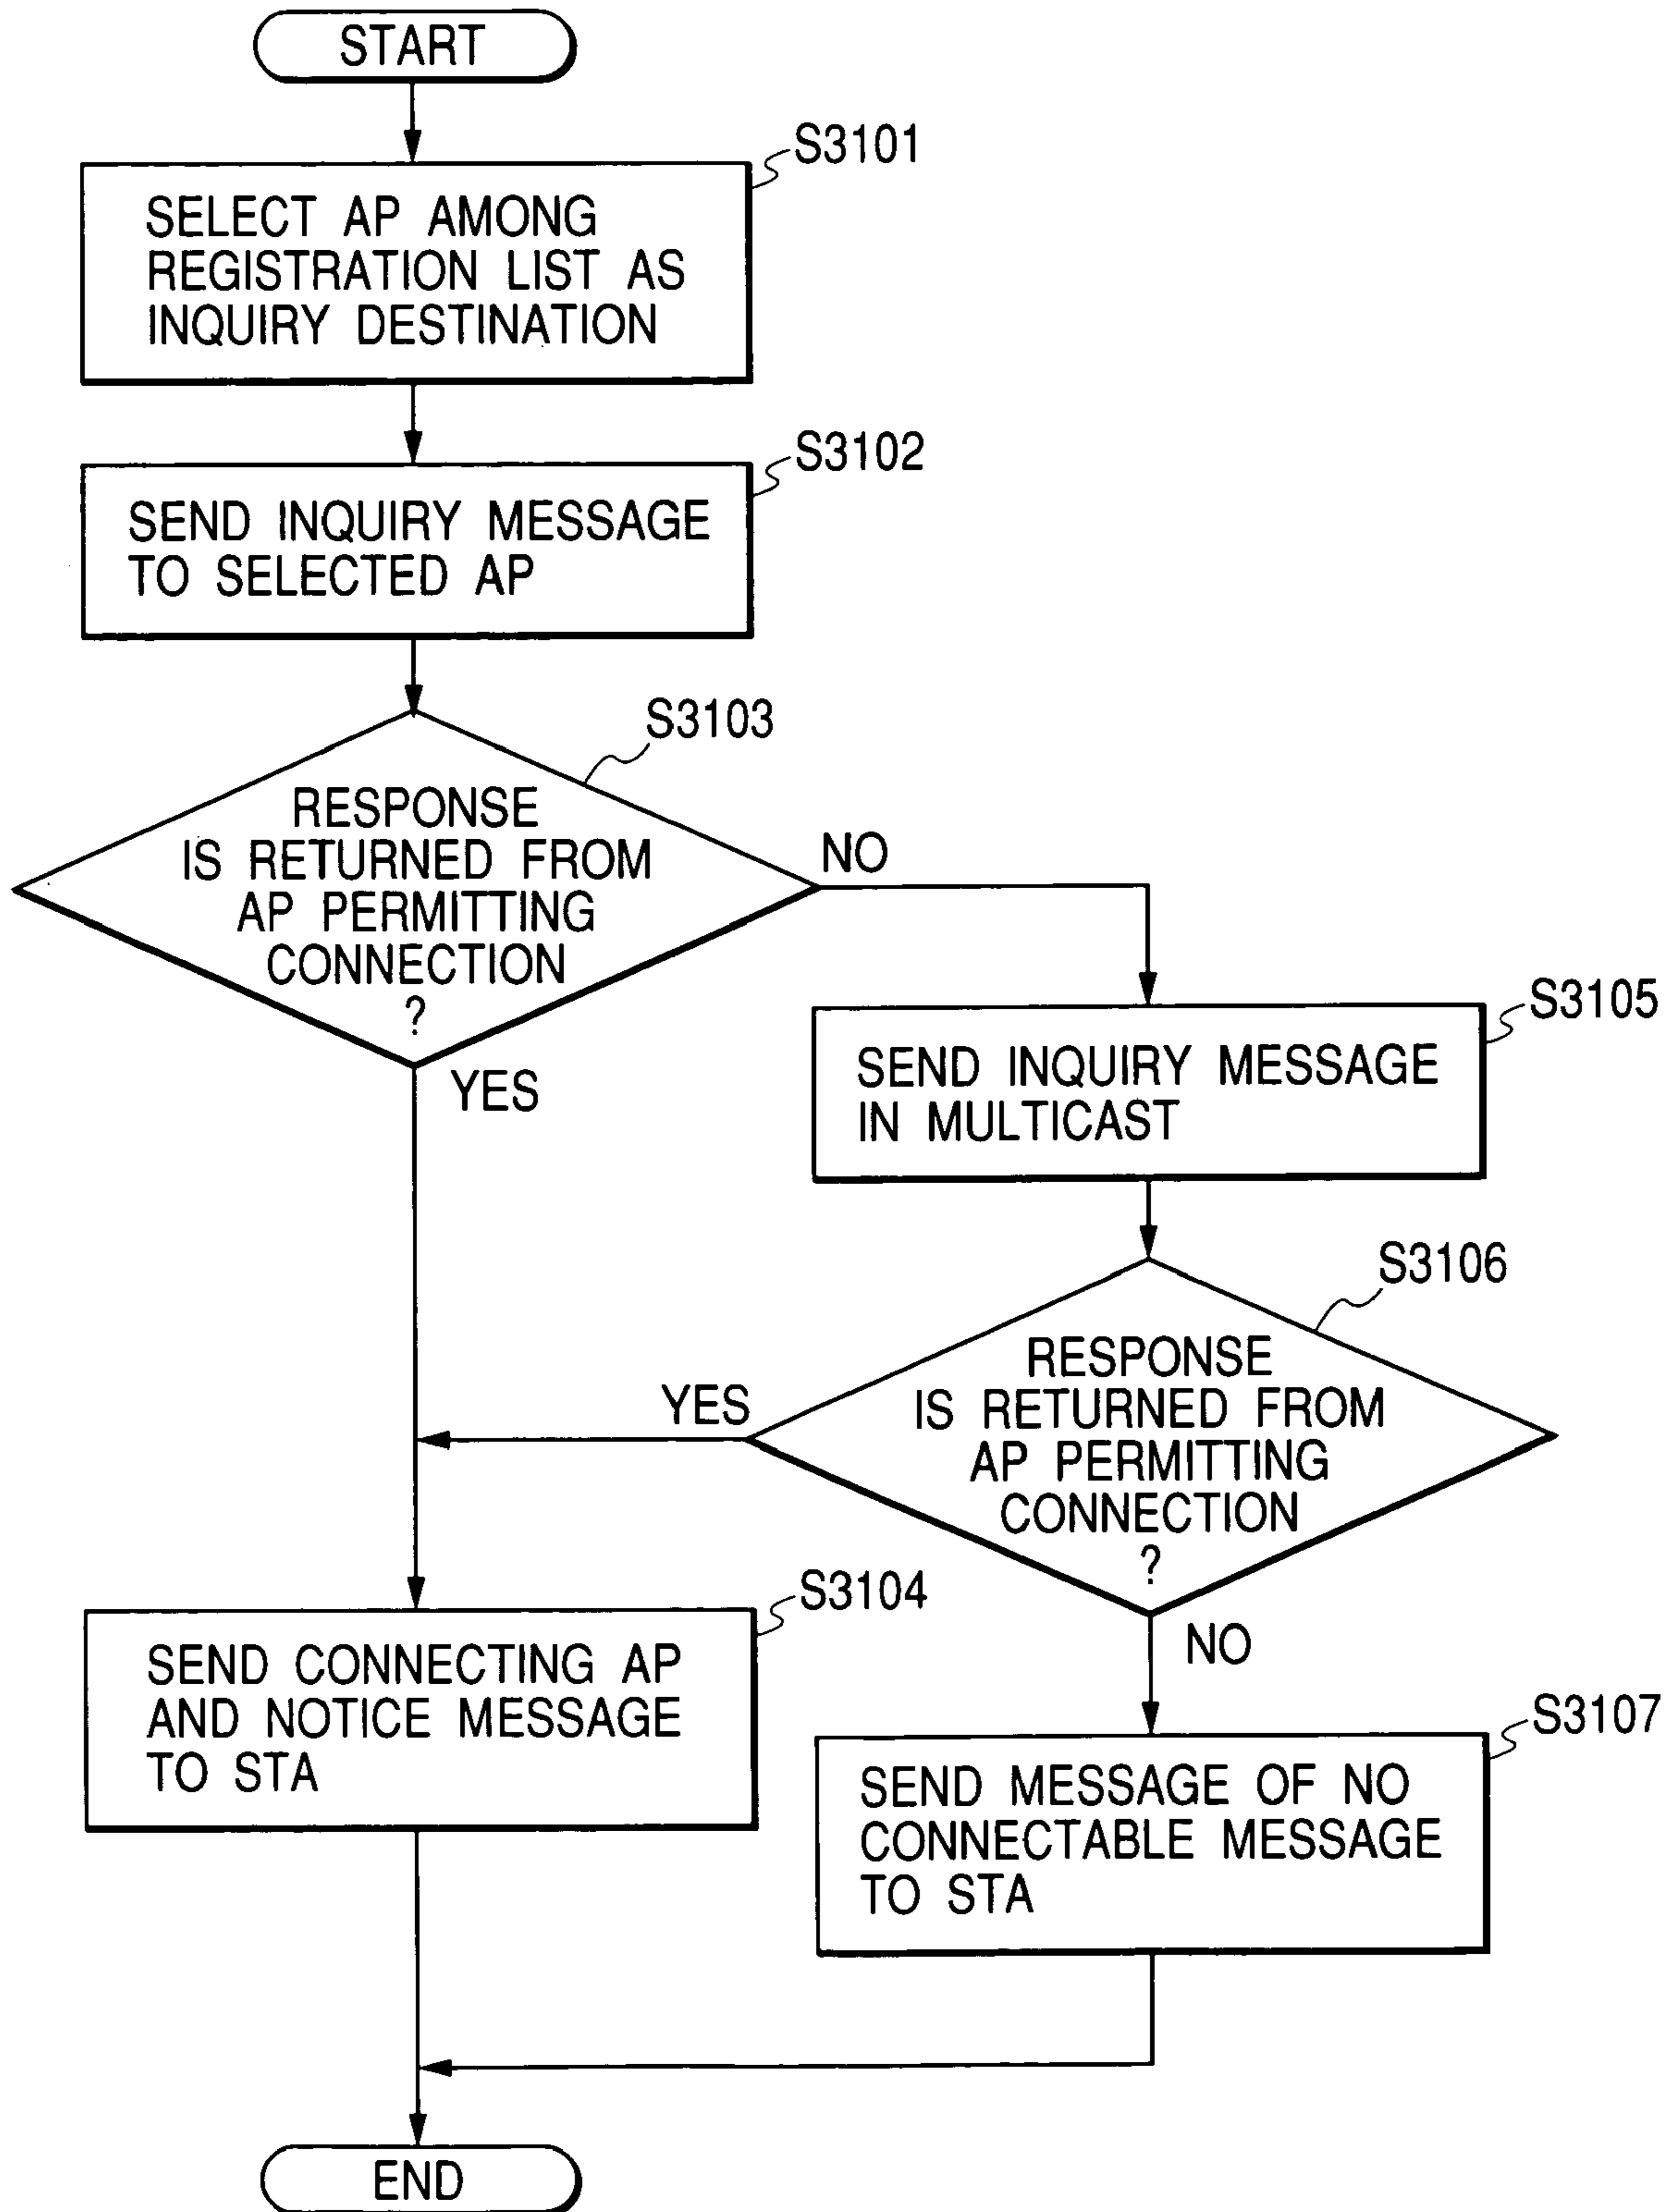 START
S3101
SELECT AP AMONG
REGISTRATION LIST AS
INQUIRY DESTINATION
S3102
SEND INQUIRY MESSAGE
TO SELECTED AP
S3103
RESPONSE
IS RETURNED FROM
AP PERMITTING
CONNECTION
?
NO
YES
S3105
SEND INQUIRY MESSAGE
IN MULTICAST
S3106
RESPONSE
IS RETURNED FROM
AP PERMITTING
CONNECTION
?
YES
NO
S3104
SEND CONNECTING AP
AND NOTICE MESSAGE
TO STA
S3107
SEND MESSAGE OF NO
CONNECTABLE MESSAGE
TO STA
END